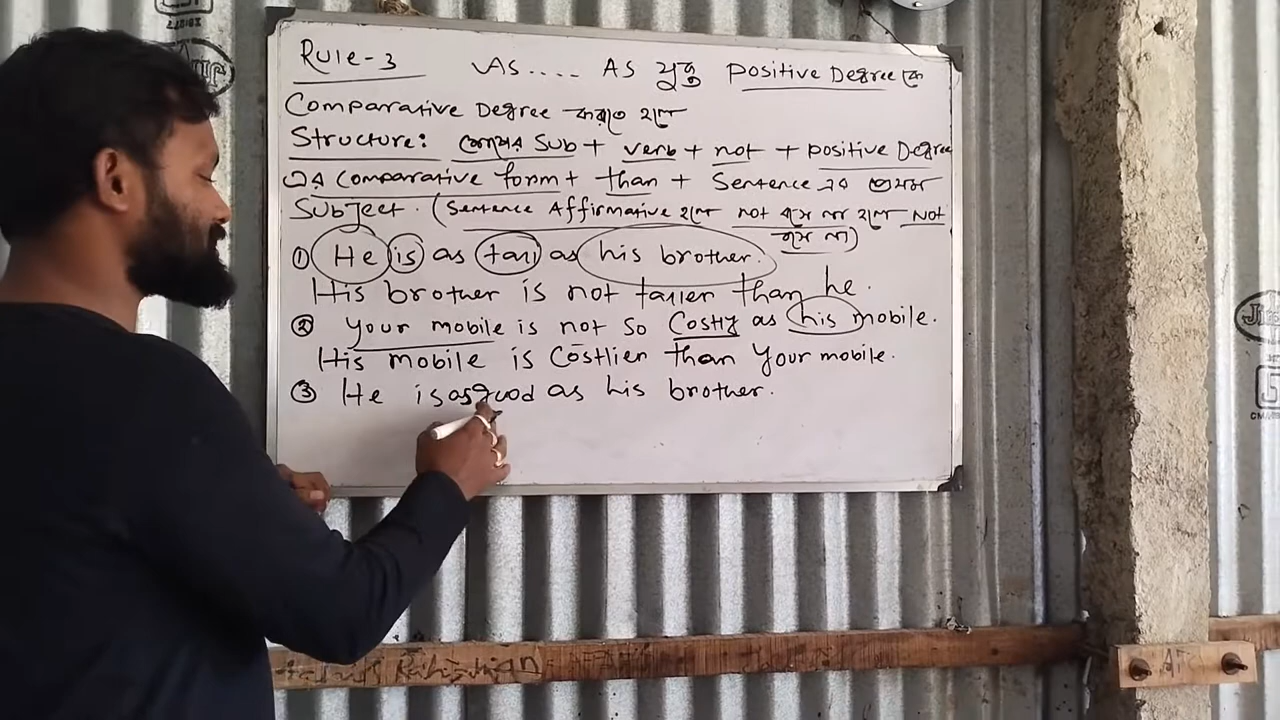 Rule-3 As.... As যুক্ত Positive Degree কে
Comparative Degree করতে হলে
Structure: শেষের Sub + verb + not + positive Degree
এর Comparative form + than + Sentence এর প্রথম
Subject. (Sentence Affirmative হলে not বসে না হলে Not
বসে না)
① He is as tall as his brother.
His brother is not taller than he.
② Your mobile is not so Costly as his mobile.
His mobile is Costlier than Your mobile.
③ He is as good as his brother.